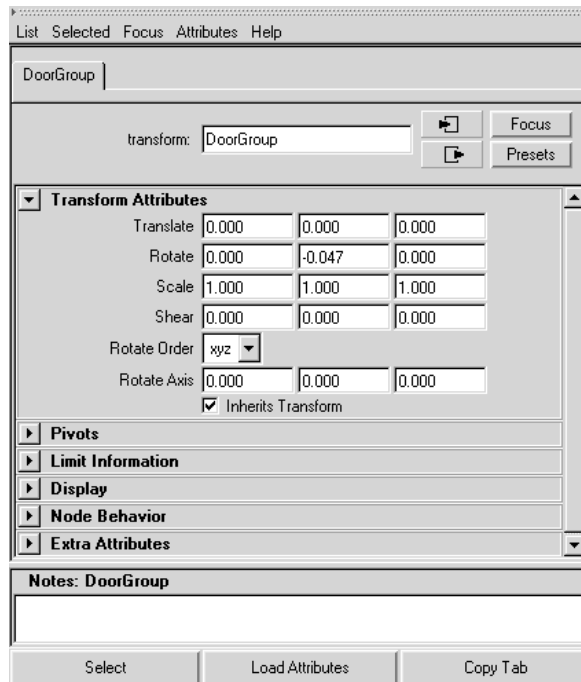 List Selected Focus Attributes Help
DoorGroup
transform: DoorGroup
Focus
Presets
Transform Attributes
Translate 0.000 0.000 0.000
Rotate 0.000 -0.047 0.000
Scale 1.000 1.000 1.000
Shear 0.000 0.000 0.000
Rotate Order xyz
Rotate Axis 0.000 0.000 0.000
Inherits Transform
Pivots
Limit Information
Display
Node Behavior
Extra Attributes
Notes: DoorGroup
Select Load Attributes Copy Tab